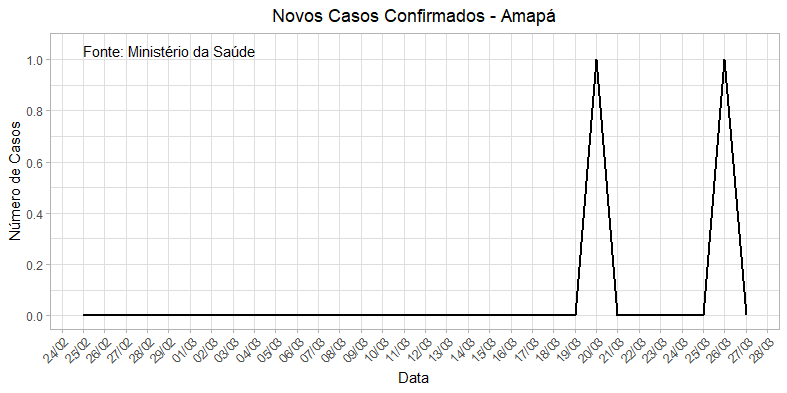 Novos Casos Confirmados - Amapá
Fonte: Ministério da Saúde
Número de Casos
1.0
0.8
0.6
0.4
0.2
0.0
24/02 25/02 26/02 27/02 28/02 29/02 01/03 02/03 03/03 04/03 05/03 06/03 07/03 08/03 09/03 10/03 11/03 12/03 13/03 14/03 15/03 16/03 17/03 18/03 19/03 20/03 21/03 22/03 23/03 24/03 25/03 26/03 27/03 28/03
Data